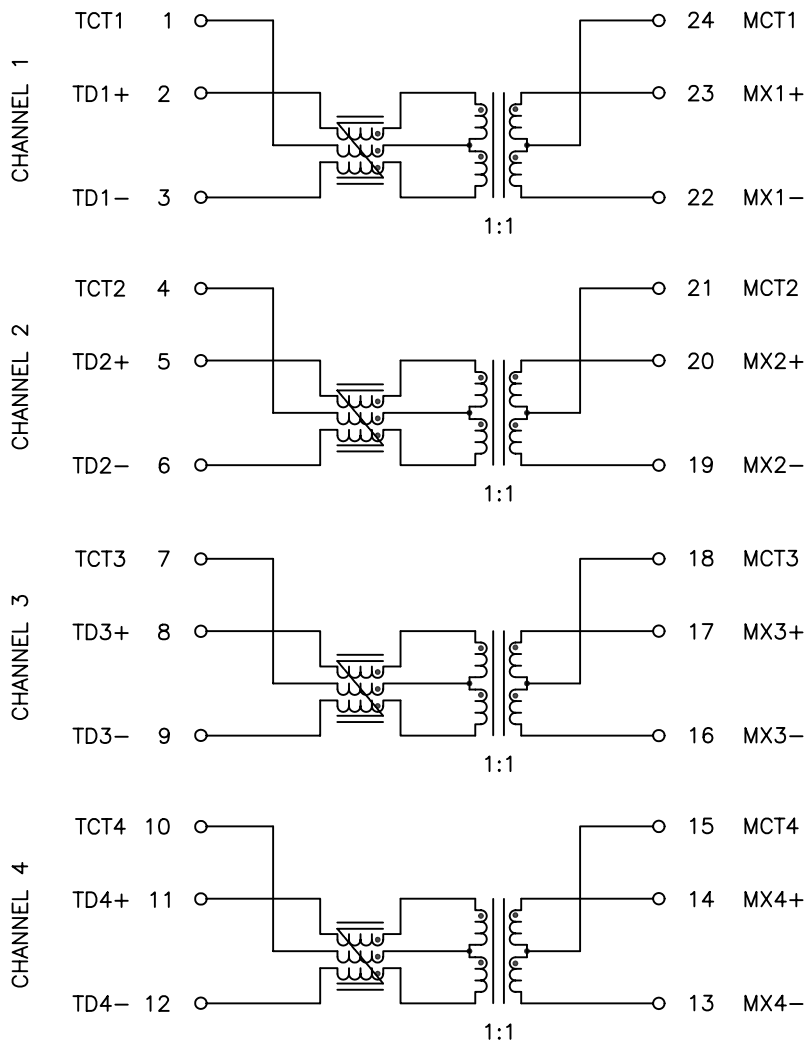 CHANNEL 1
TCT1 1 24 MCT1
TD1+ 2 23 MX1+
TD1− 3 22 MX1−
1:1
CHANNEL 2
TCT2 4 21 MCT2
TD2+ 5 20 MX2+
TD2− 6 19 MX2−
1:1
CHANNEL 3
TCT3 7 18 MCT3
TD3+ 8 17 MX3+
TD3− 9 16 MX3−
1:1
CHANNEL 4
TCT4 10 15 MCT4
TD4+ 11 14 MX4+
TD4− 12 13 MX4−
1:1